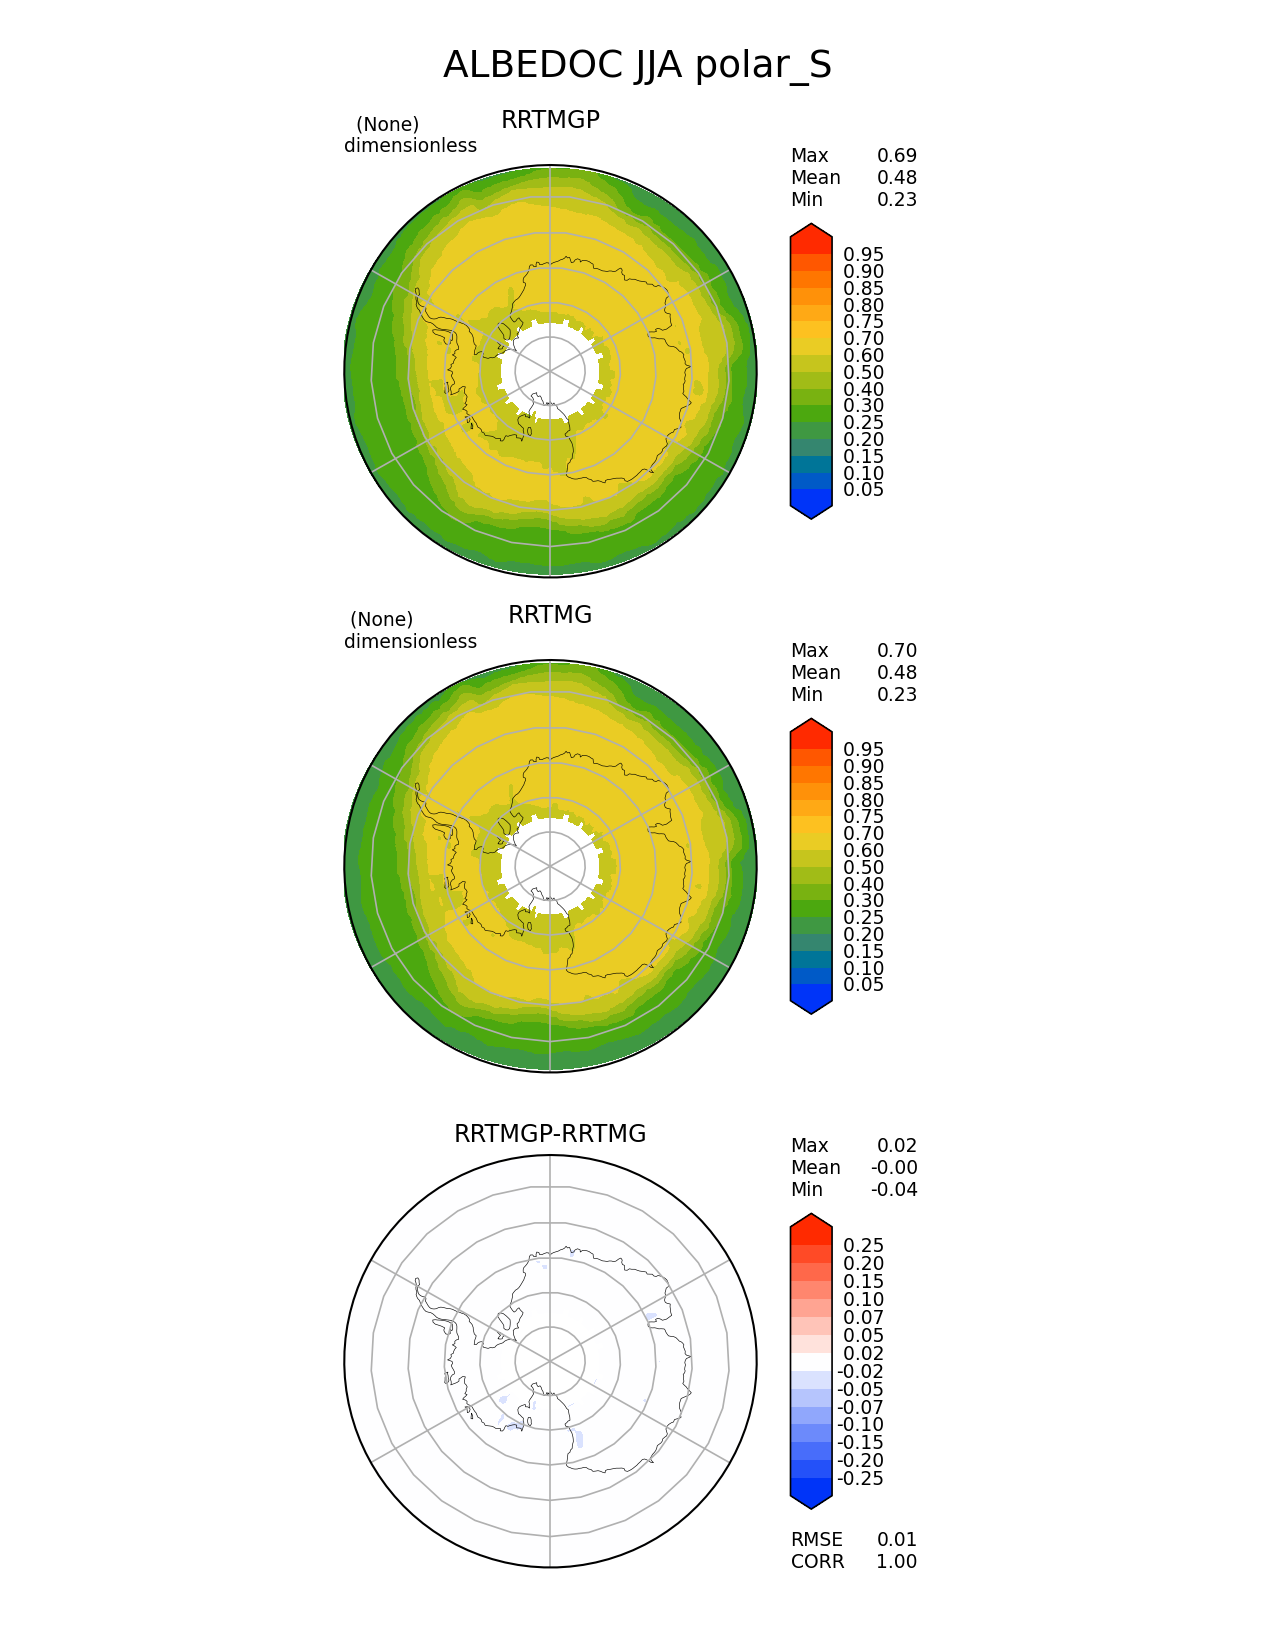 ALBEDOC JJA polar_S
(None)
dimensionless
RRTMGP
Max 0.69
Mean 0.48
Min 0.23
0.95
0.90
0.85
0.80
0.75
0.70
0.60
0.50
0.40
0.30
0.25
0.20
0.15
0.10
0.05
(None)
dimensionless
RRTMG
Max 0.70
Mean 0.48
Min 0.23
0.95
0.90
0.85
0.80
0.75
0.70
0.60
0.50
0.40
0.30
0.25
0.20
0.15
0.10
0.05
RRTMGP-RRTMG
Max 0.02
Mean -0.00
Min -0.04
0.25
0.20
0.15
0.10
0.07
0.05
0.02
-0.02
-0.05
-0.07
-0.10
-0.15
-0.20
-0.25
RMSE 0.01
CORR 1.00